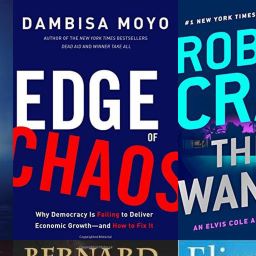 DAMBISA MOYO
AUTHOR OF THE NEW YORK TIMES BESTSELLERS
DEAD AID AND WINNER TAKE ALL
EDGE
OF
CHAOS
Why Democracy Is Failing to Deliver
Economic Growth—and How to Fix It
BERNARD
#1 NEW YORK TIMES
ROB
CRA
TH
WAN
AN ELVIS COLE A
Eli